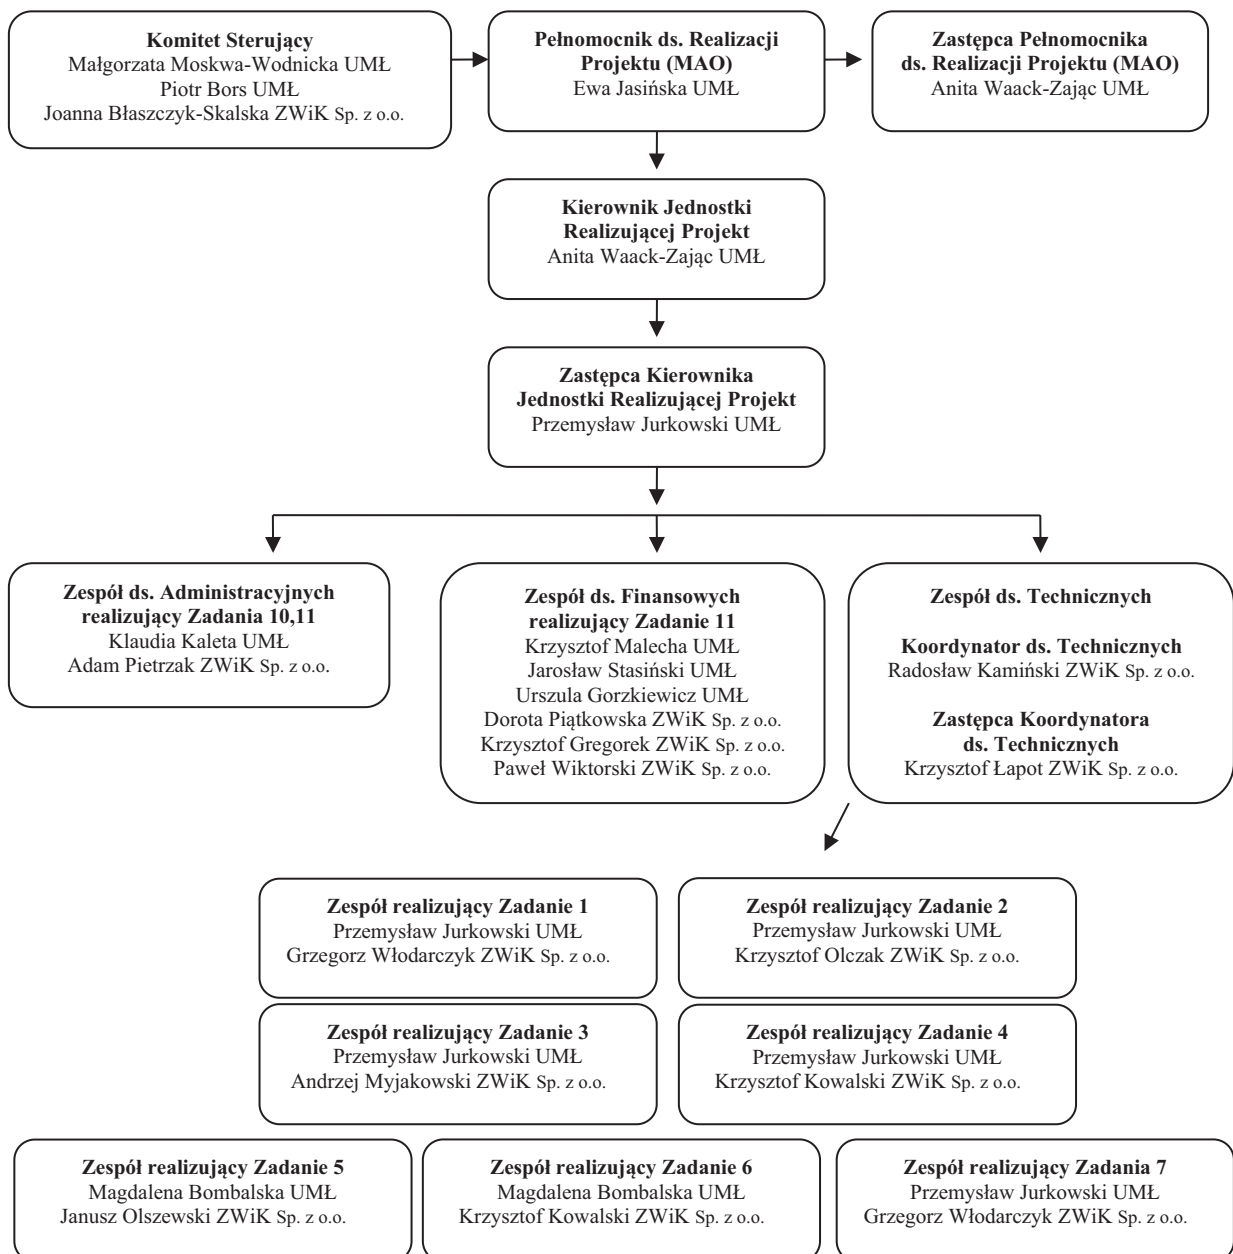 Komitet Sterujący
Małgorzata Moskwa-Wodnicka UMŁ
Piotr Bors UMŁ
Joanna Błaszczyk-Skalska ZWiK Sp. z o.o.
Pełnomocnik ds. Realizacji
Projektu (MAO)
Ewa Jasińska UMŁ
Zastępca Pełnomocnika
ds. Realizacji Projektu (MAO)
Anita Waack-Zając UMŁ
Kierownik Jednostki
Realizującej Projekt
Anita Waack-Zając UMŁ
Zastępca Kierownika
Jednostki Realizującej Projekt
Przemysław Jurkowski UMŁ
Zespół ds. Administracyjnych
realizujący Zadania 10,11
Klaudia Kaleta UMŁ
Adam Pietrzak ZWiK Sp. z o.o.
Zespół ds. Finansowych
realizujący Zadanie 11
Krzysztof Malecha UMŁ
Jarosław Stasiński UMŁ
Urszula Gorzkiewicz UMŁ
Dorota Piątkowska ZWiK Sp. z o.o.
Krzysztof Gregorek ZWiK Sp. z o.o.
Paweł Wiktorski ZWiK Sp. z o.o.
Zespół ds. Technicznych
Koordynator ds. Technicznych
Radosław Kamiński ZWiK Sp. z o.o.
Zastępca Koordynatora
ds. Technicznych
Krzysztof Łapot ZWiK Sp. z o.o.
Zespół realizujący Zadanie 1
Przemysław Jurkowski UMŁ
Grzegorz Włodarczyk ZWiK Sp. z o.o.
Zespół realizujący Zadanie 2
Przemysław Jurkowski UMŁ
Krzysztof Olczak ZWiK Sp. z o.o.
Zespół realizujący Zadanie 3
Przemysław Jurkowski UMŁ
Andrzej Myjakowski ZWiK Sp. z o.o.
Zespół realizujący Zadanie 4
Przemysław Jurkowski UMŁ
Krzysztof Kowalski ZWiK Sp. z o.o.
Zespół realizujący Zadanie 5
Magdalena Bombalska UMŁ
Janusz Olszewski ZWiK Sp. z o.o.
Zespół realizujący Zadanie 6
Magdalena Bombalska UMŁ
Krzysztof Kowalski ZWiK Sp. z o.o.
Zespół realizujący Zadania 7
Przemysław Jurkowski UMŁ
Grzegorz Włodarczyk ZWiK Sp. z o.o.